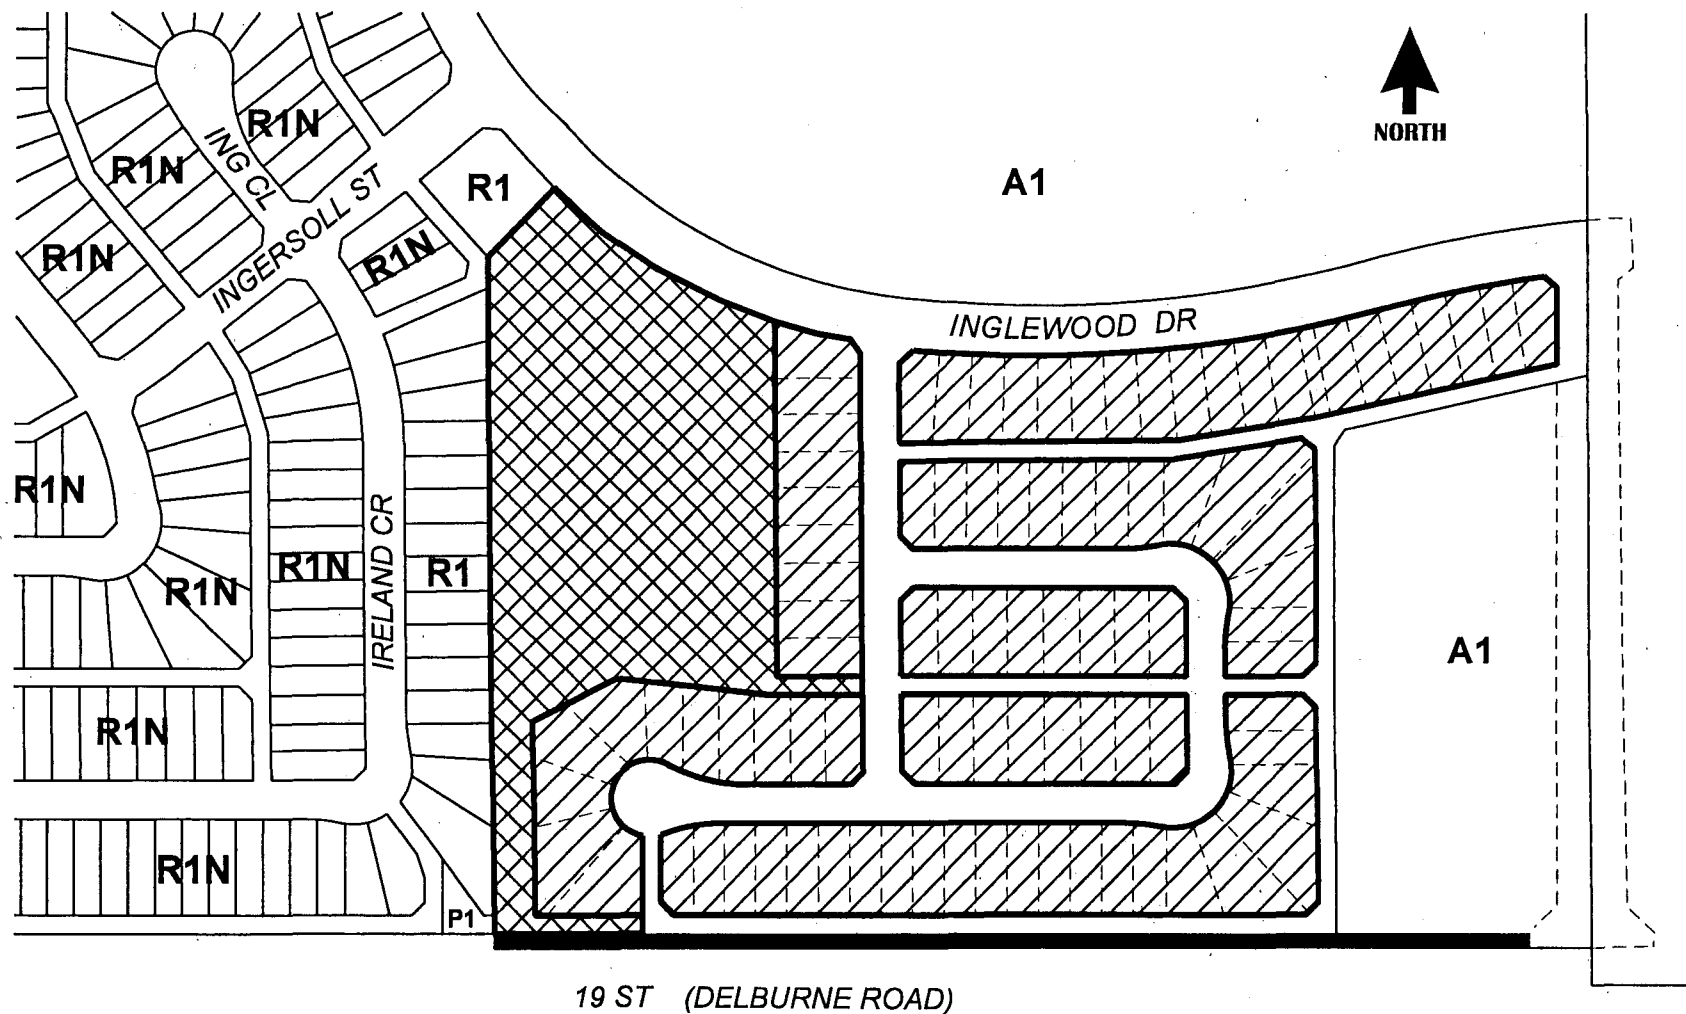 NORTH
R1N
R1N
ING CL
R1
A1
INGERSOLL ST
R1N
R1N
INGLEWOOD DR
R1N
R1N
R1N
IRELAND CR
R1
A1
R1N
R1N
P1
19 ST (DELBURNE ROAD)